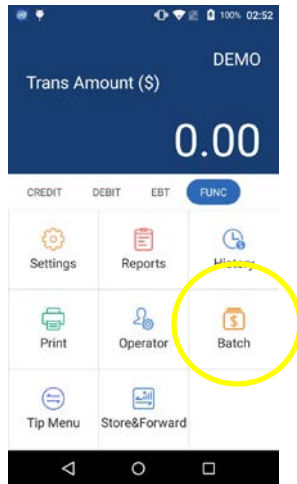 100% 02:52
DEMO
Trans Amount ($)
0.00
CREDIT DEBIT EBT FUNC
Settings Reports History
Print Operator Batch
Tip Menu Store&Forward